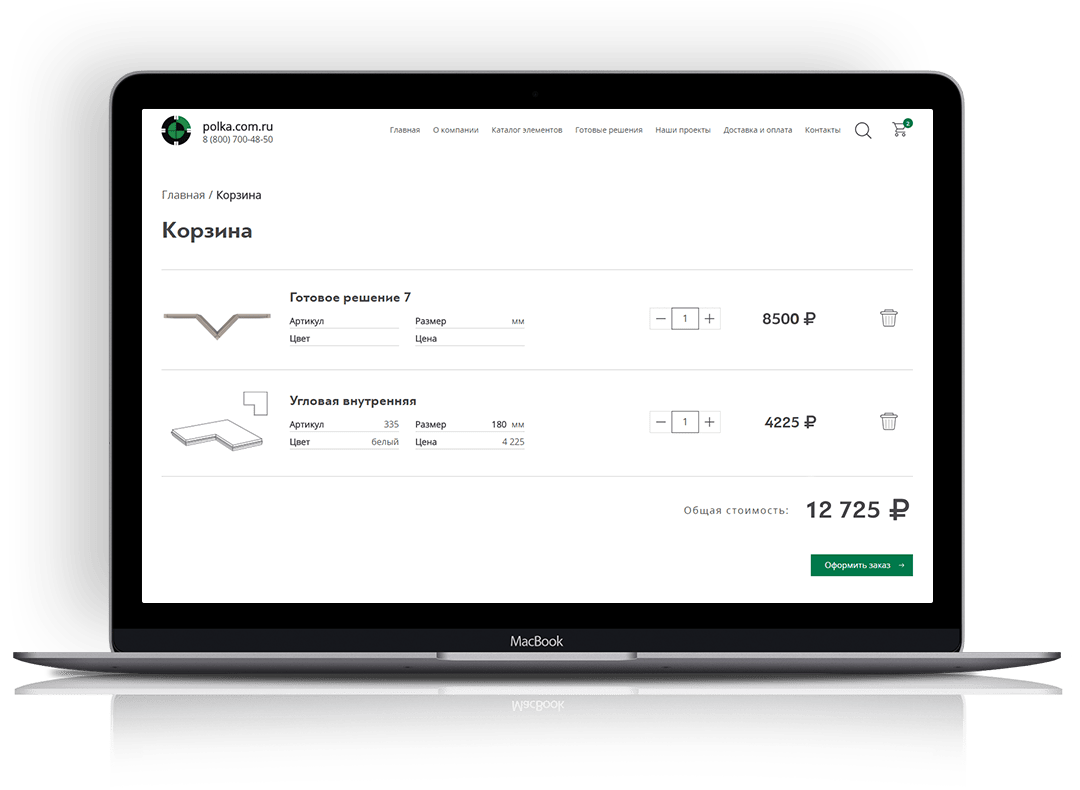 polka.com.ru
8 (800) 700-48-50
Главная О компании Каталог элементов Готовые решения Наши проекты Доставка и оплата Контакты
2
Главная / Корзина
Корзина
Готовое решение 7
Артикул Размер мм
Цвет Цена
1
8500 ₽
Угловая внутренняя
Артикул 335 Размер 180 мм
Цвет белый Цена 4 225
1
4225 ₽
Общая стоимость: 12 725 ₽
Оформить заказ →
MacBook